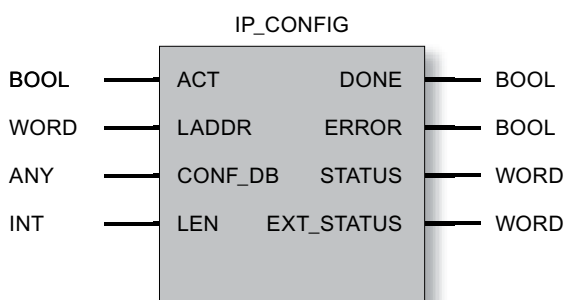 IP_CONFIG
BOOL ACT DONE BOOL
WORD LADDR ERROR BOOL
ANY CONF_DB STATUS WORD
INT LEN EXT_STATUS WORD